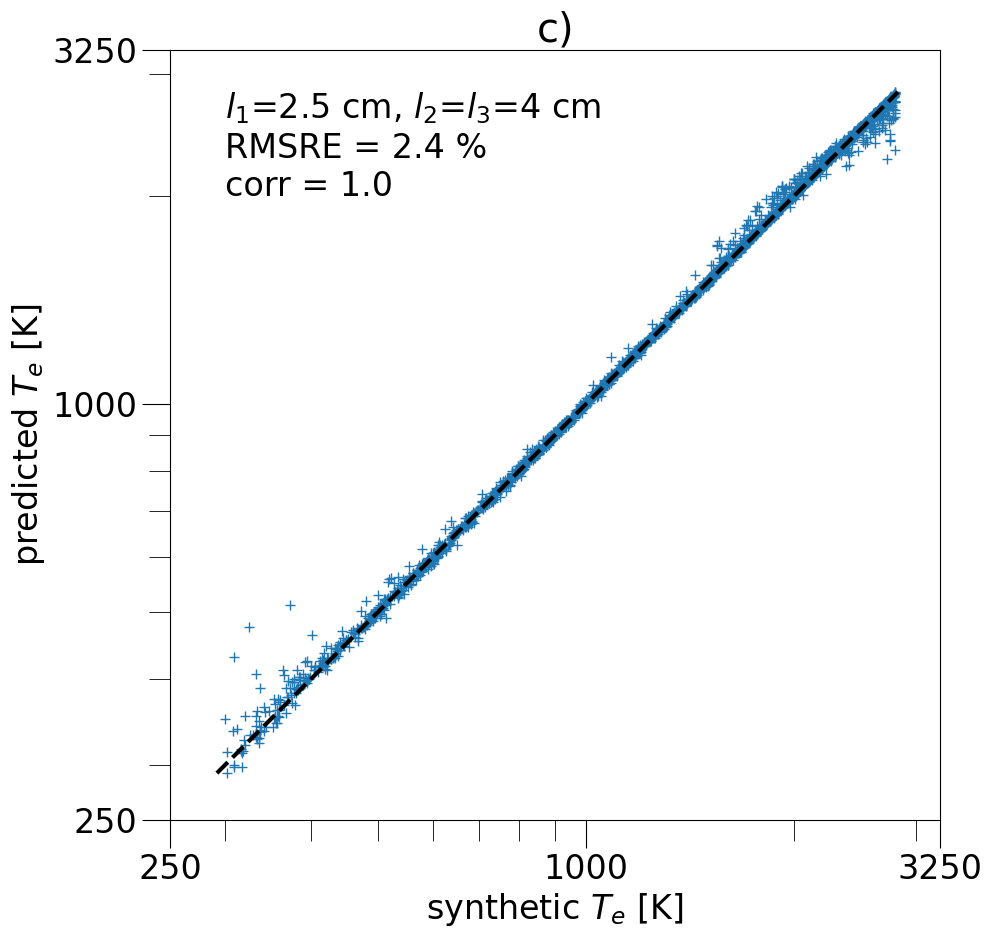 c)
3250
l₁=2.5 cm, l₂=l₃=4 cm
RMSRE = 2.4 %
corr = 1.0
predicted Tₑ [K]
1000
250
250 1000 3250
synthetic Tₑ [K]